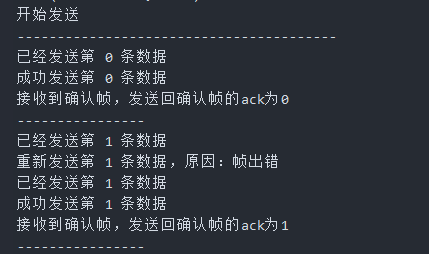 开始发送
--------------------------------------
已经发送第 0 条数据
成功发送第 0 条数据
接收到确认帧，发送回确认帧的ack为0
---------------
已经发送第 1 条数据
重新发送第 1 条数据，原因：帧出错
已经发送第 1 条数据
成功发送第 1 条数据
接收到确认帧，发送回确认帧的ack为1
---------------